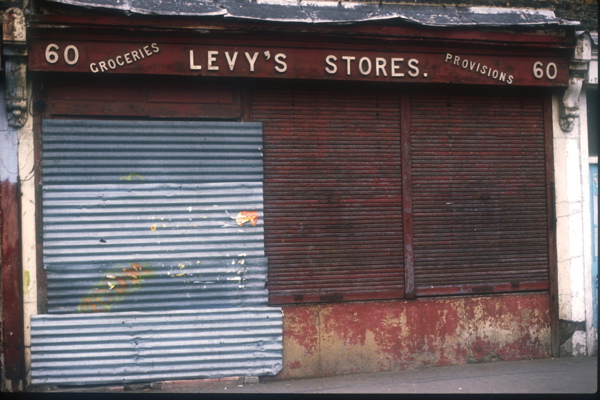 60 GROCERIES LEVY'S STORES. PROVISIONS 60